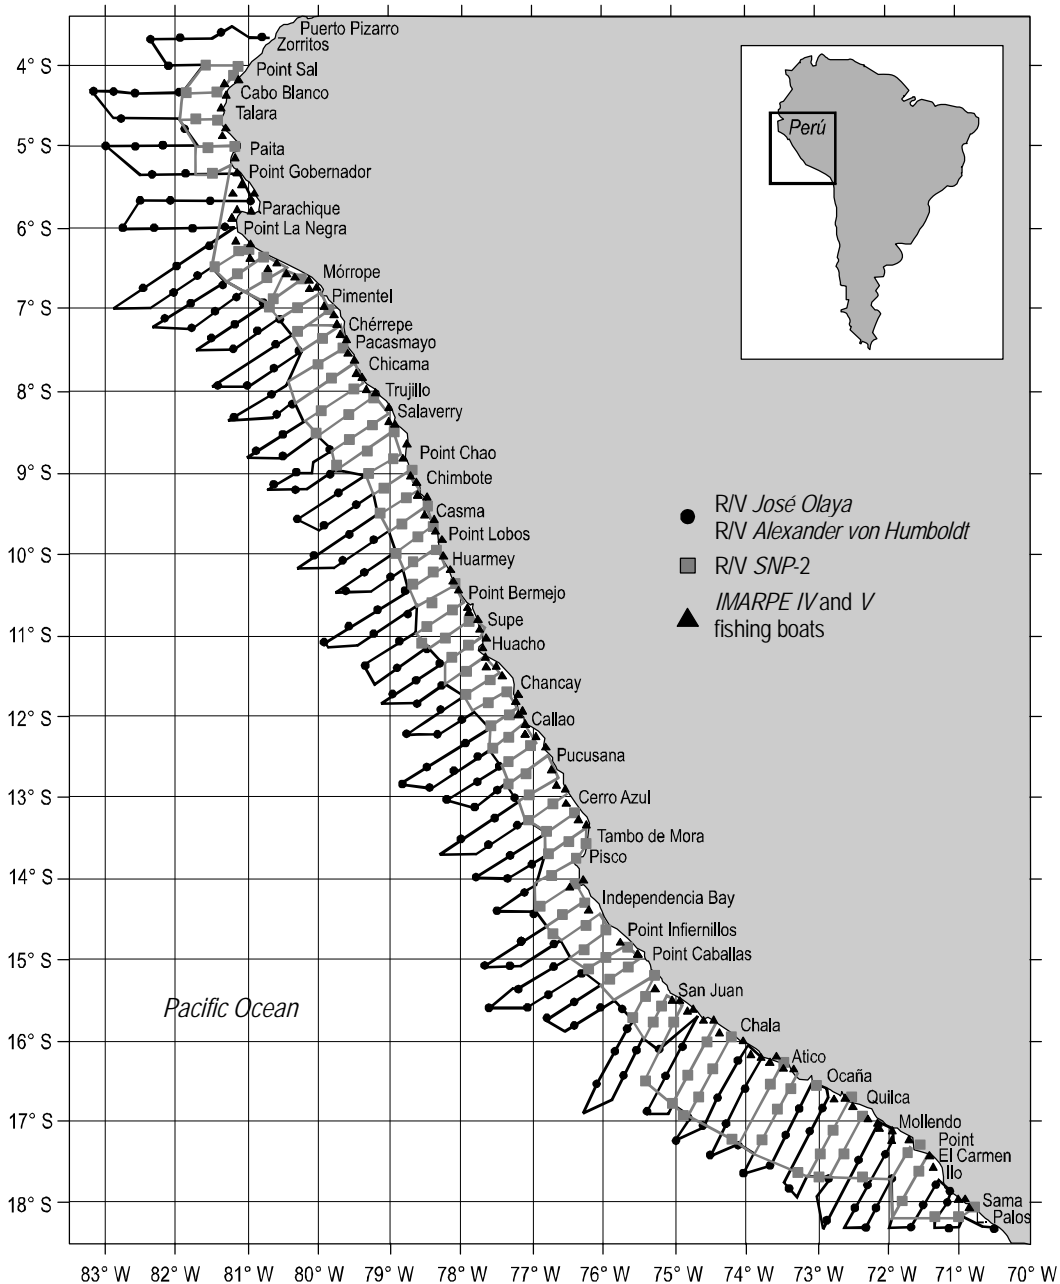 Puerto Pizarro
Zorritos
4° S
Point Sal
Cabo Blanco
Talara
Perú
5° S
Paita
Point Gobernador
Parachique
6° S
Point La Negra
Mórrope
7° S
Pimentel
Chérrepe
Pacasmayo
Chicama
8° S
Trujillo
Salaverry
Point Chao
9° S
Chimbote
Casma
R/V José Olaya
Point Lobos
R/V Alexander von Humboldt
10° S
Huarmey
R/V SNP-2
Point Bermejo
IMARPE IV and V
Supe
fishing boats
11° S
Huacho
Chancay
12° S
Callao
Pucusana
13° S
Cerro Azul
Tambo de Mora
Pisco
14° S
Independencia Bay
Point Infiernillos
15° S
Point Caballas
San Juan
Pacific Ocean
Chala
16° S
Atico
Ocaña
Quilca
17° S
Mollendo
Point
El Carmen
Ilo
18° S
Sama
Palos
83° W 82° W 81° W 80° W 79° W 78° W 77° W 76° W 75° W 74° W 73° W 72° W 71° W 70° W